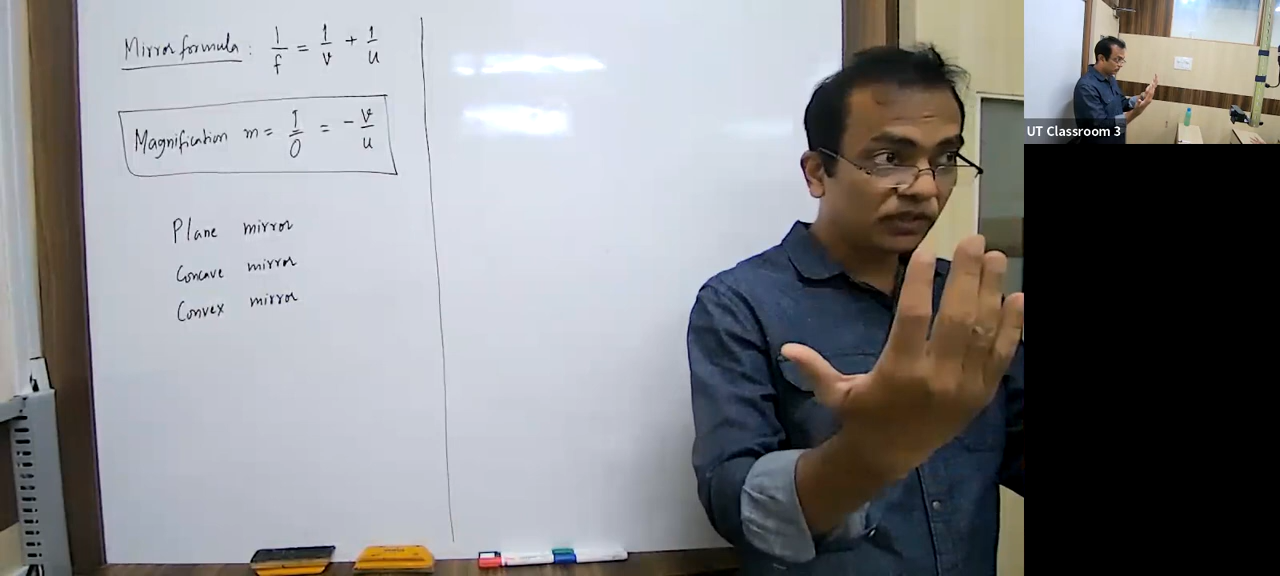 Mirror formula : 1/f = 1/v + 1/u
Magnification m = I/O = - v/u
Plane mirror
Concave mirror
Convex mirror
UT Classroom 3